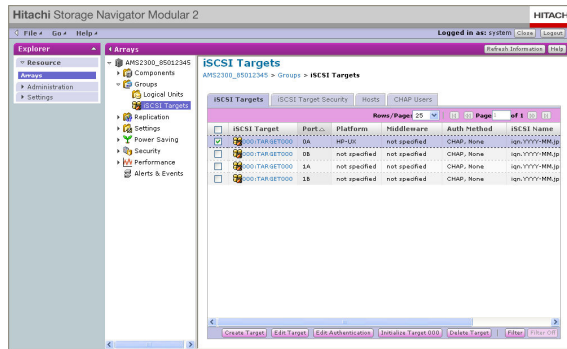 Hitachi Storage Navigator Modular 2
HITACH
File Go Help
Logged in as: system Close Logout
Explorer
Arrays
Refresh Information Help
Resource
Arrays
Administration
Settings
AMS2300_85012345
Components
Groups
Logical Units
iSCSI Targets
Replication
Settings
Power Saving
Security
Performance
Alerts & Events
iSCSI Targets
AMS2300_85012345 > Groups > iSCSI Targets
iSCSI Targets iSCSI Target Security Hosts CHAP Users
Rows/Page: 25 Page 1 of 1
iSCSI Target Port Platform Middleware Auth Method iSCSI Name
000:TARGET000 0A HP-UX not specified CHAP, None iqn.YYYY-MM.jp
000:TARGET000 0B not specified not specified CHAP, None iqn.YYYY-MM.jp
000:TARGET000 1A not specified not specified CHAP, None iqn.YYYY-MM.jp
000:TARGET000 1B not specified not specified CHAP, None iqn.YYYY-MM.jp
Create Target Edit Target Edit Authentication Initialize Target 000 Delete Target Filter Filter Off